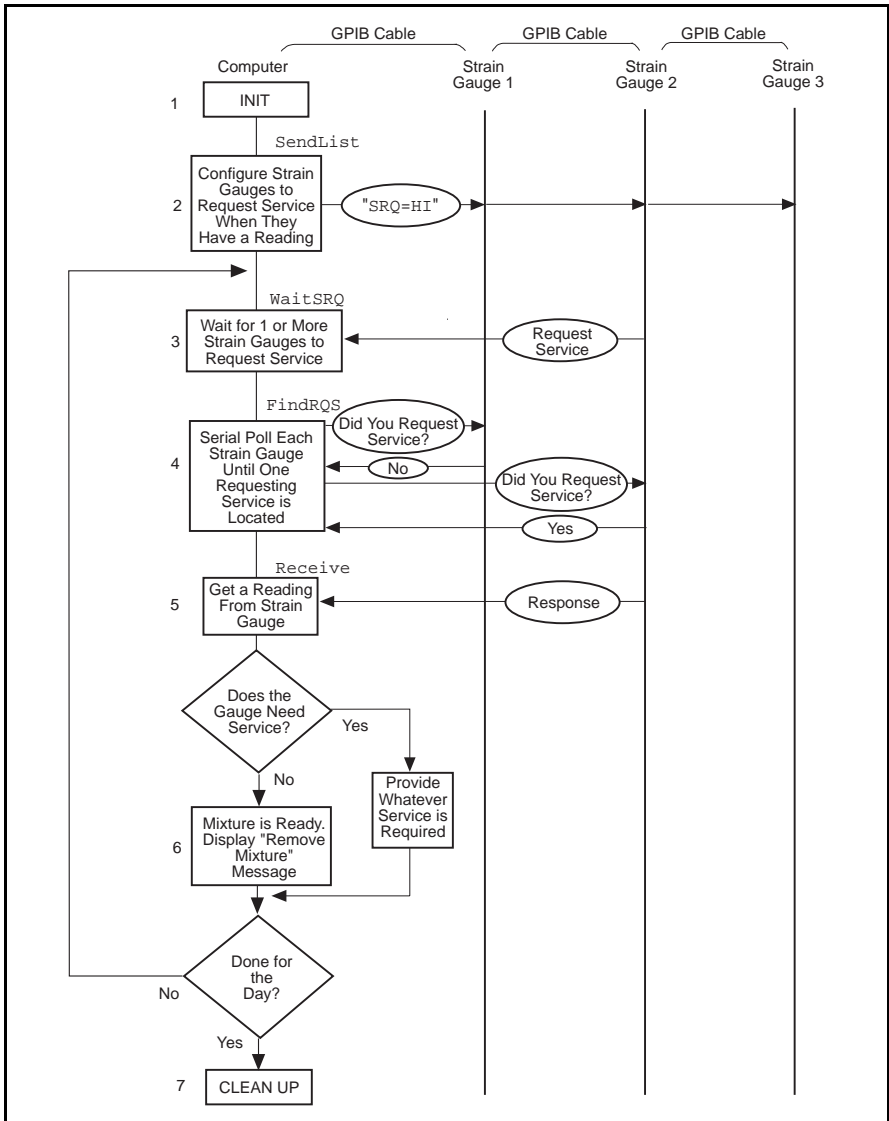 GPIB Cable GPIB Cable GPIB Cable
Computer
Strain
Gauge 1
Strain
Gauge 2
Strain
Gauge 3
1
INIT
SendList
2
Configure Strain
Gauges to
Request Service
When They
Have a Reading
"SRQ=HI"
WaitSRQ
3
Wait for 1 or More
Strain Gauges to
Request Service
Request
Service
FindRQS
4
Serial Poll Each
Strain Gauge
Until One
Requesting
Service is
Located
Did You Request
Service?
No
Did You Request
Service?
Yes
Receive
5
Get a Reading
From Strain
Gauge
Response
Does the
Gauge Need
Service?
Yes
No
Provide
Whatever
Service is
Required
6
Mixture is Ready.
Display "Remove
Mixture"
Message
Done for
the
Day?
No
Yes
7
CLEAN UP